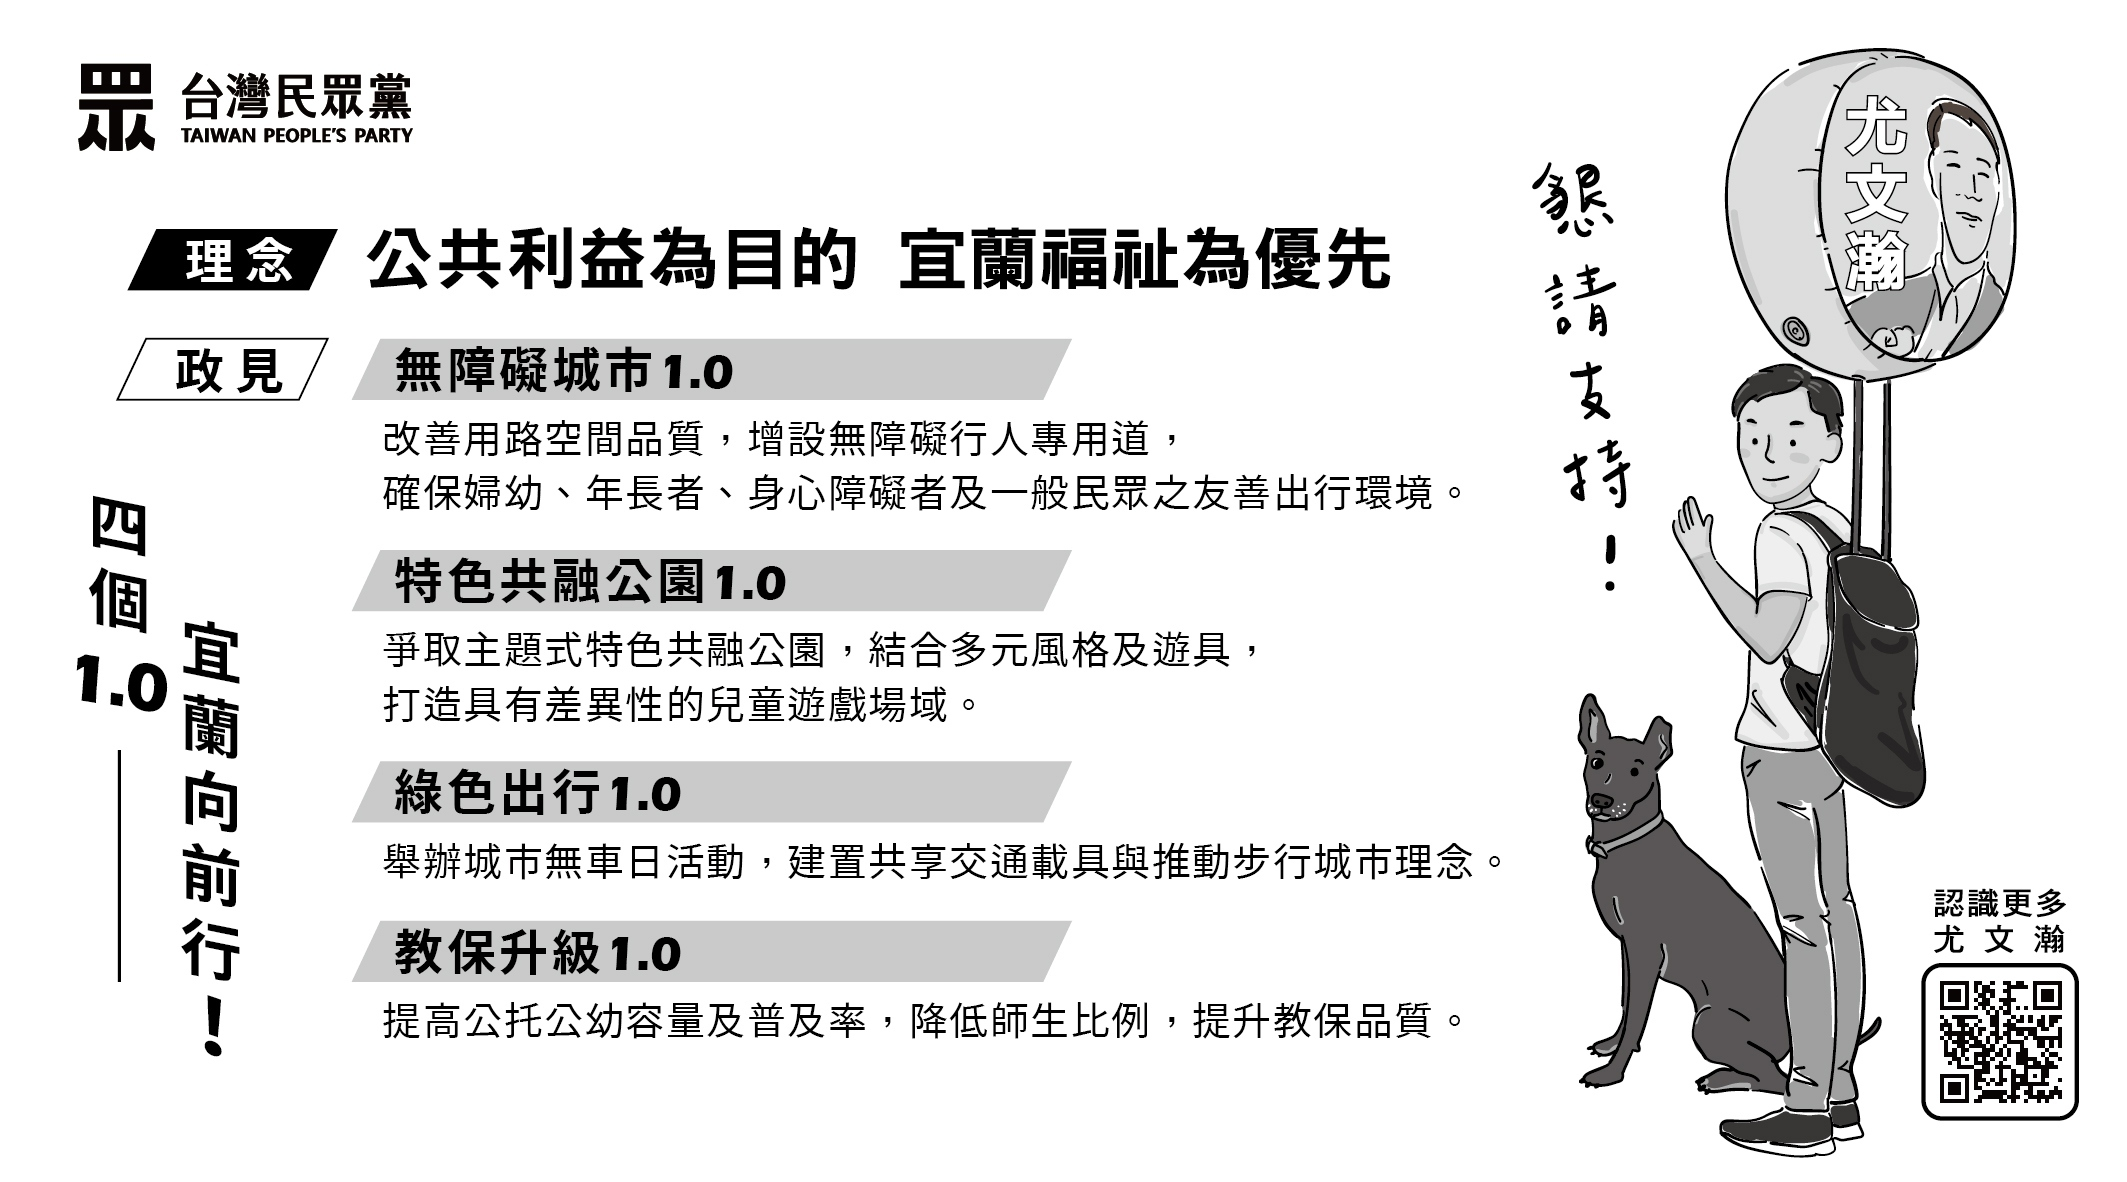 眾 台灣民眾黨
TAIWAN PEOPLE'S PARTY
理念 公共利益為目的 宜蘭福祉為優先
政見
四個1.0
宜蘭向前行！
無障礙城市1.0
改善用路空間品質，增設無障礙行人專用道，
確保婦幼、年長者、身心障礙者及一般民眾之友善出行環境。
特色共融公園1.0
爭取主題式特色共融公園，結合多元風格及遊具，
打造具有差異性的兒童遊戲場域。
綠色出行1.0
舉辦城市無車日活動，建置共享交通載具與推動步行城市理念。
教保升級1.0
提高公托公幼容量及普及率，降低師生比例，提升教保品質。
懇請支持！
尤文瀚
認識更多
尤文瀚